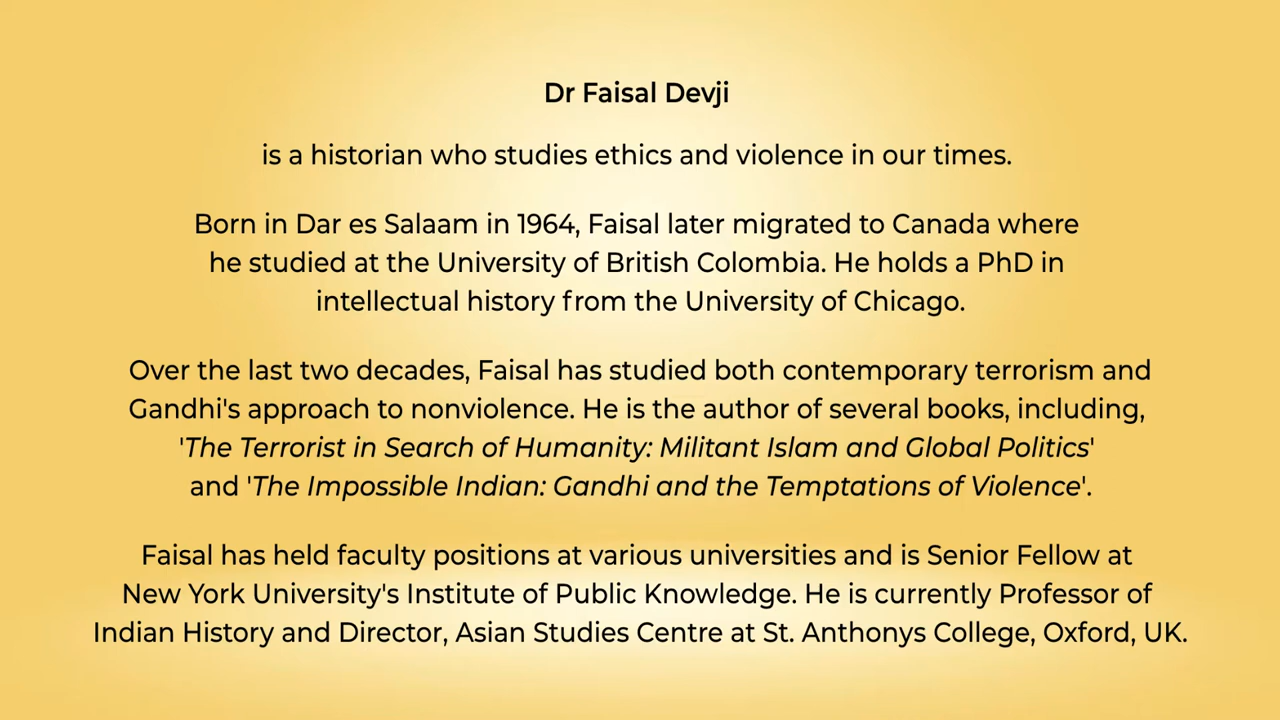 Dr Faisal Devji
is a historian who studies ethics and violence in our times.
Born in Dar es Salaam in 1964, Faisal later migrated to Canada where
he studied at the University of British Colombia. He holds a PhD in
intellectual history from the University of Chicago.
Over the last two decades, Faisal has studied both contemporary terrorism and
Gandhi's approach to nonviolence. He is the author of several books, including,
'The Terrorist in Search of Humanity: Militant Islam and Global Politics'
and 'The Impossible Indian: Gandhi and the Temptations of Violence'.
Faisal has held faculty positions at various universities and is Senior Fellow at
New York University's Institute of Public Knowledge. He is currently Professor of
Indian History and Director, Asian Studies Centre at St. Anthonys College, Oxford, UK.